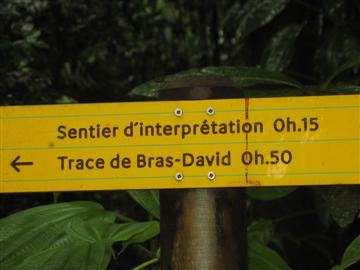 Sentier d'interprétation 0h.15
← Trace de Bras-David 0h.50